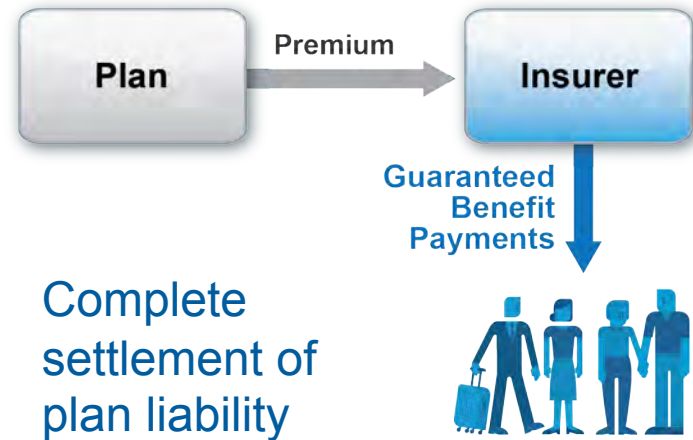 Premium
Plan
Insurer
Guaranteed
Benefit
Payments
Complete
settlement of
plan liability